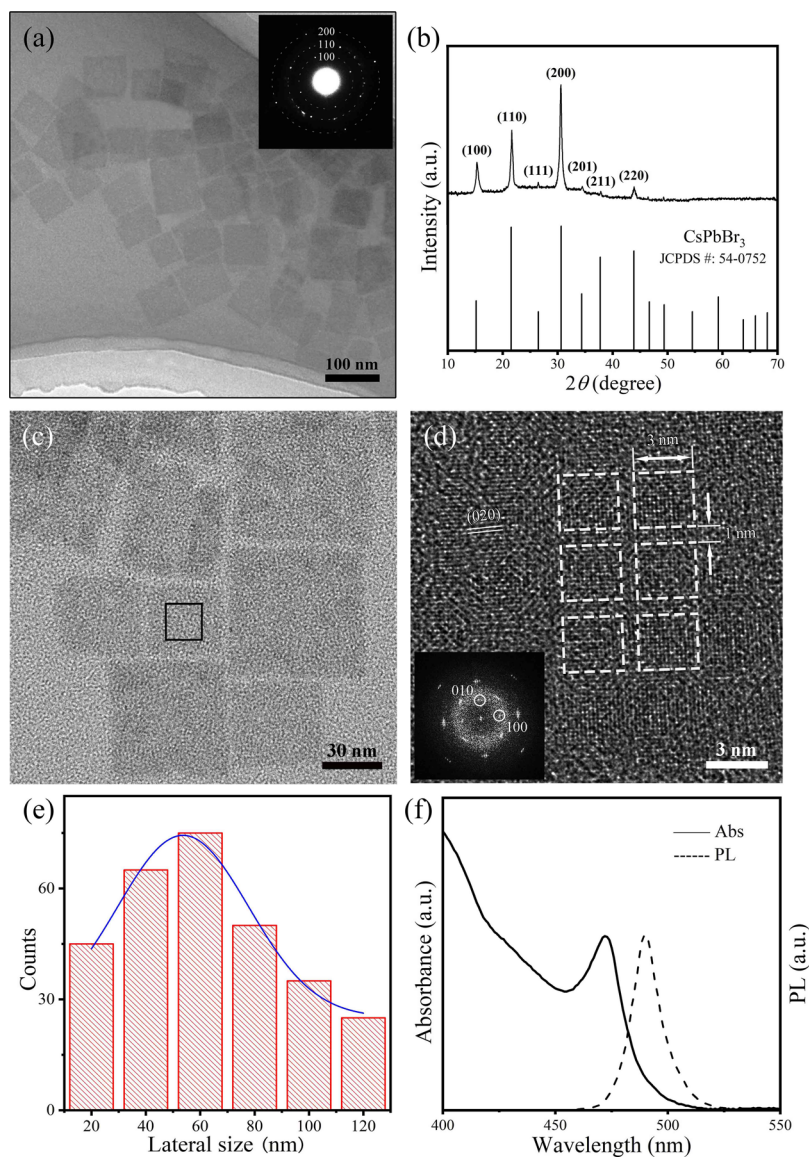 (a)
200
110
100
100 nm
(b)
Intensity (a.u.)
(100)
(110)
(111)
(200)
(201)
(211)
(220)
CsPbBr₃
JCPDS #: 54-0752
10 20 30 40 50 60 70
2θ (degree)
(c)
30 nm
(d)
3 nm
(020)
1 nm
010
100
3 nm
(e)
Counts
60
30
0
20 40 60 80 100 120
Lateral size (nm)
(f)
Abs
PL
Absorbance (a.u.)
PL (a.u.)
400 450 500 550
Wavelength (nm)